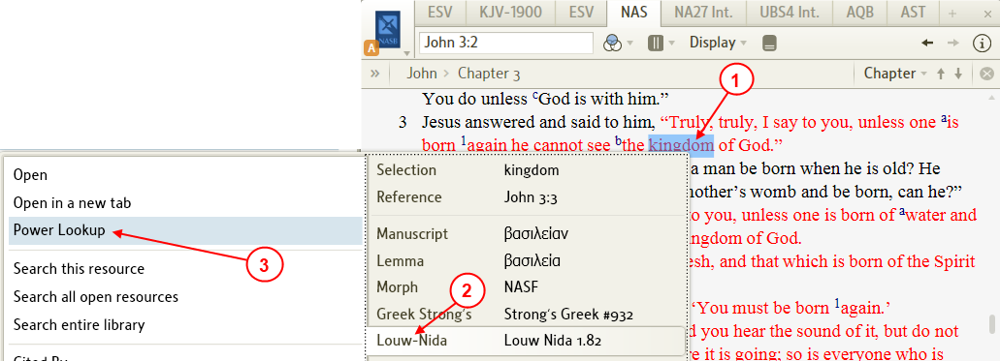 ESV KJV-1900 ESV NAS NA27 Int. UBS4 Int. AQB AST + ×
A NASB John 3:2 Display
» John > Chapter 3 Chapter
1
You do unless cGod is with him.”
3 Jesus answered and said to him, “Truly, truly, I say to you, unless one ais
born 1again he cannot see bthe kingdom of God.”
a man be born when he is old? He
nother’s womb and be born, can he?”
to you, unless one is born of awater and
ngdom of God.
esh, and that which is born of the Spirit
‘You must be born 1again.’
d you hear the sound of it, but do not
e it is going; so is everyone who is
Selection kingdom
Reference John 3:3
Manuscript βασιλείαν
Lemma βασιλεία
Morph NASF
2
Greek Strong’s Strong’s Greek #932
Louw-Nida Louw Nida 1.82
Open
Open in a new tab
Power Lookup
3
Search this resource
Search all open resources
Search entire library
Cited By